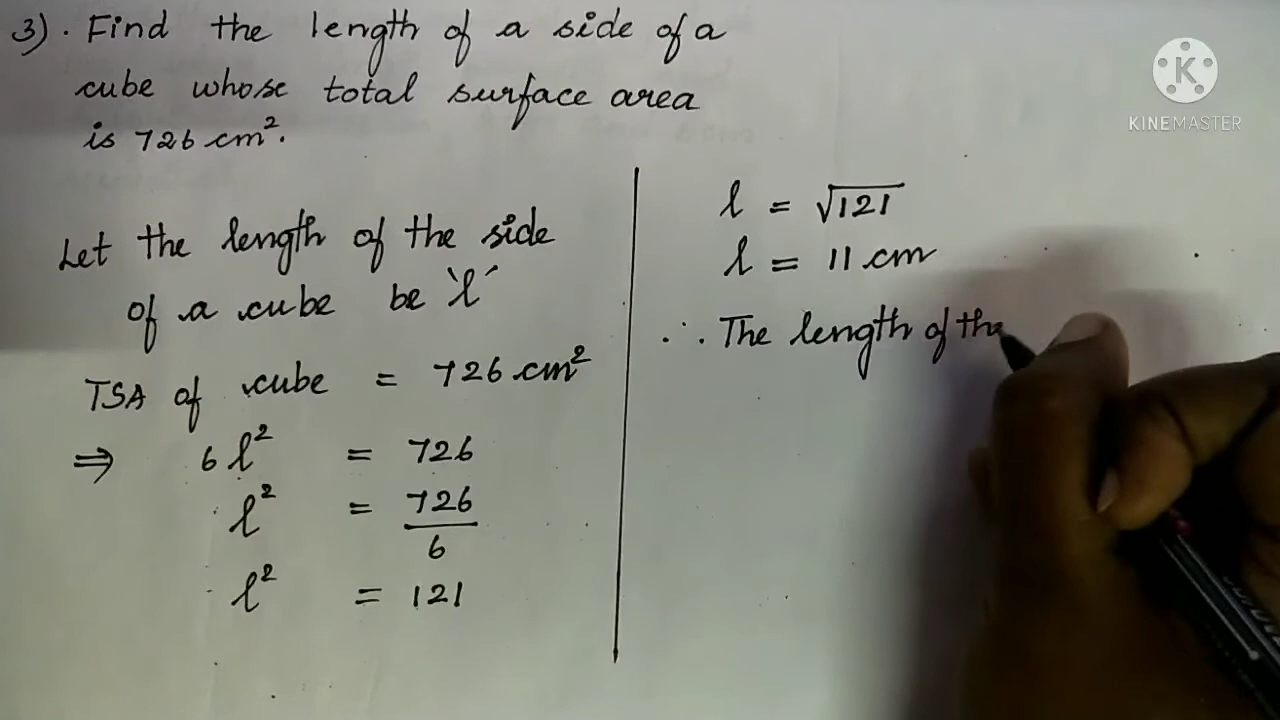 3). Find the length of a side of a
cube whose total surface area
is 726 cm².
Let the length of the side
of a cube be 'l'
TSA of cube = 726 cm²
⇒ 6l² = 726
l² = 726/6
l² = 121
l = √121
l = 11 cm
∴ The length of the
K
KINEMASTER